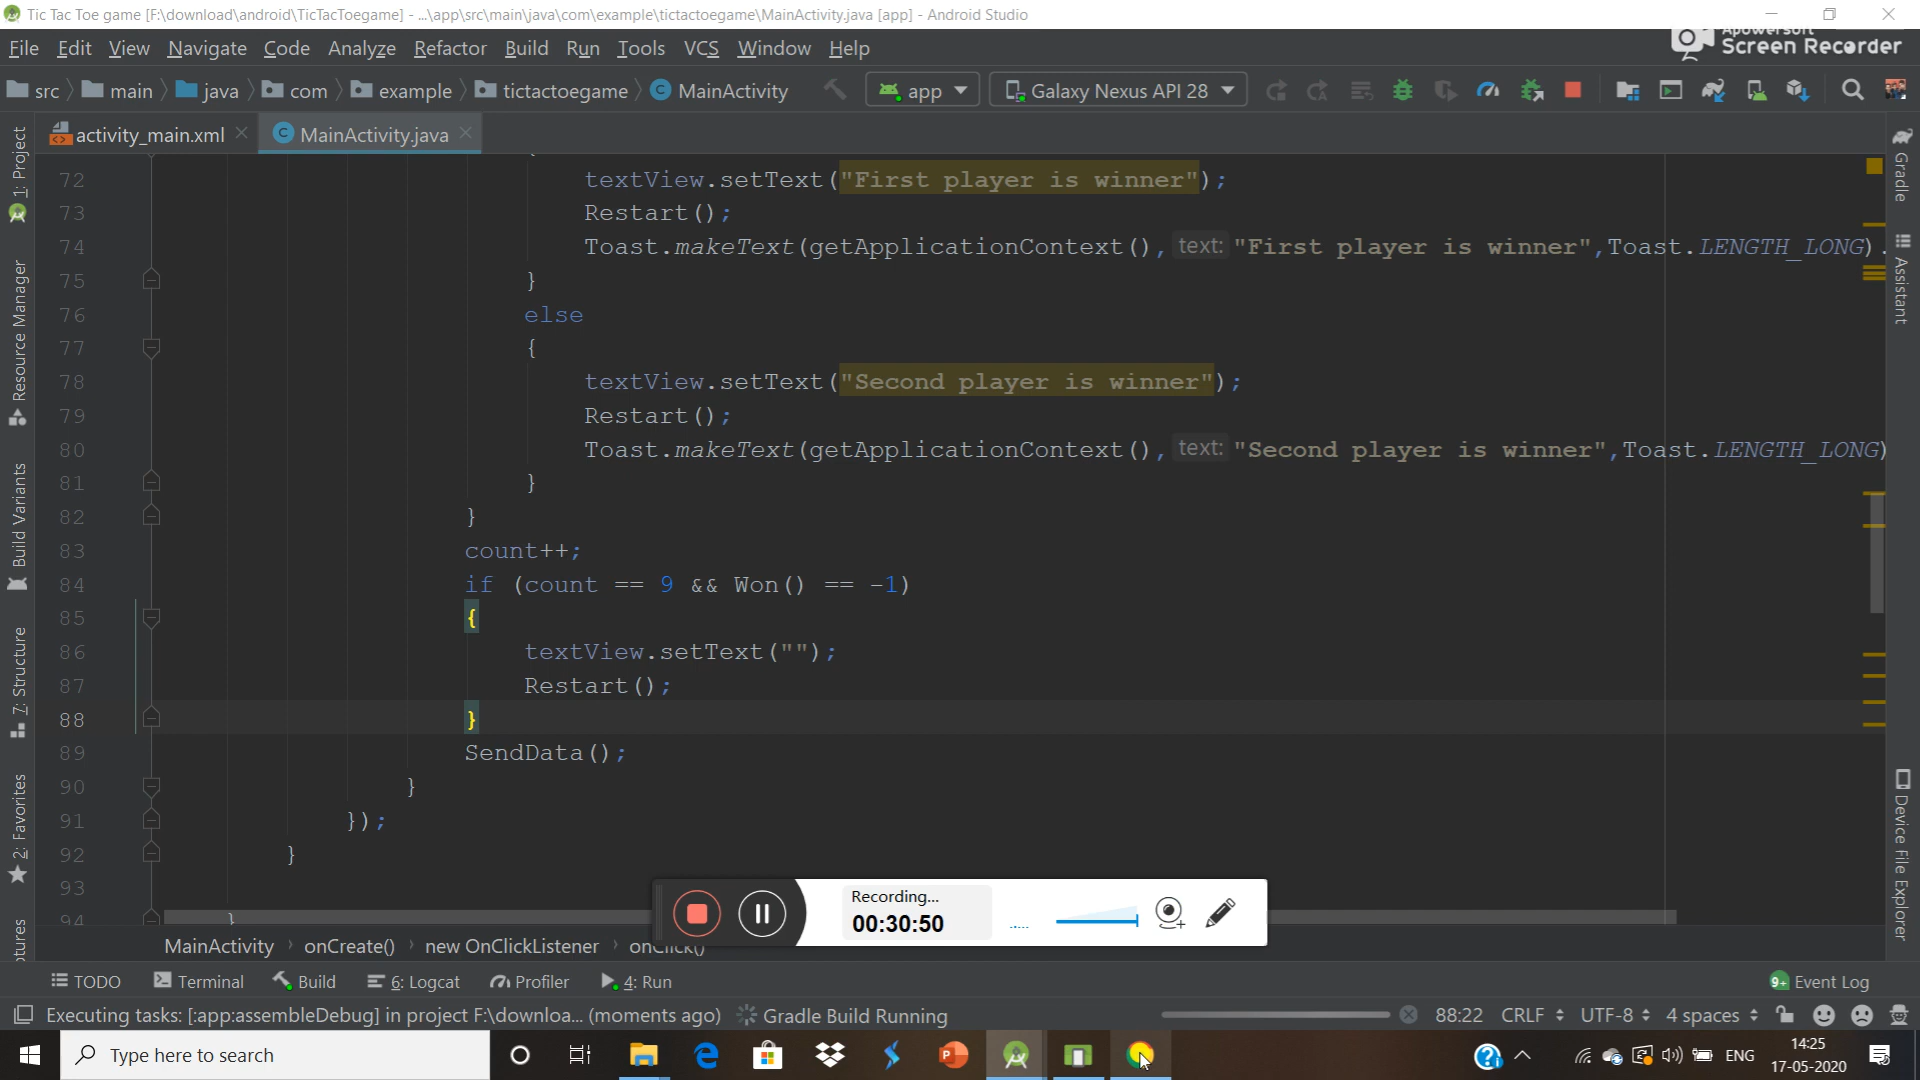 Tic Tac Toe game [F:\download\android\TicTacToegame] - ...\app\src\main\java\com\example\tictactoegame\MainActivity.java [app] - Android Studio
File Edit View Navigate Code Analyze Refactor Build Run Tools VCS Window Help
Apowersoft
Screen Recorder
src main java com example tictactoegame MainActivity app Galaxy Nexus API 28
activity_main.xml MainActivity.java
72 textView.setText("First player is winner");
73 Restart();
74 Toast.makeText(getApplicationContext(), text: "First player is winner",Toast.LENGTH_LONG).
75 }
76 else
77 {
78 textView.setText("Second player is winner");
79 Restart();
80 Toast.makeText(getApplicationContext(), text: "Second player is winner",Toast.LENGTH_LONG)
81 }
82 }
83 count++;
84 if (count == 9 && Won() == -1)
85 {
86 textView.setText("");
87 Restart();
88 }
89 SendData();
90 }
91 });
92 }
93
94 }
1: Project
Resource Manager
Build Variants
7: Structure
2: Favorites
Gradle
Assistant
Device File Explorer
Recording...
00:30:50
MainActivity onCreate() new OnClickListener onClick()
TODO Terminal Build 6: Logcat Profiler 4: Run 9+ Event Log
Executing tasks: [:app:assembleDebug] in project F:\downloa... (moments ago) Gradle Build Running 88:22 CRLF UTF-8 4 spaces
Type here to search
ENG
14:25
17-05-2020